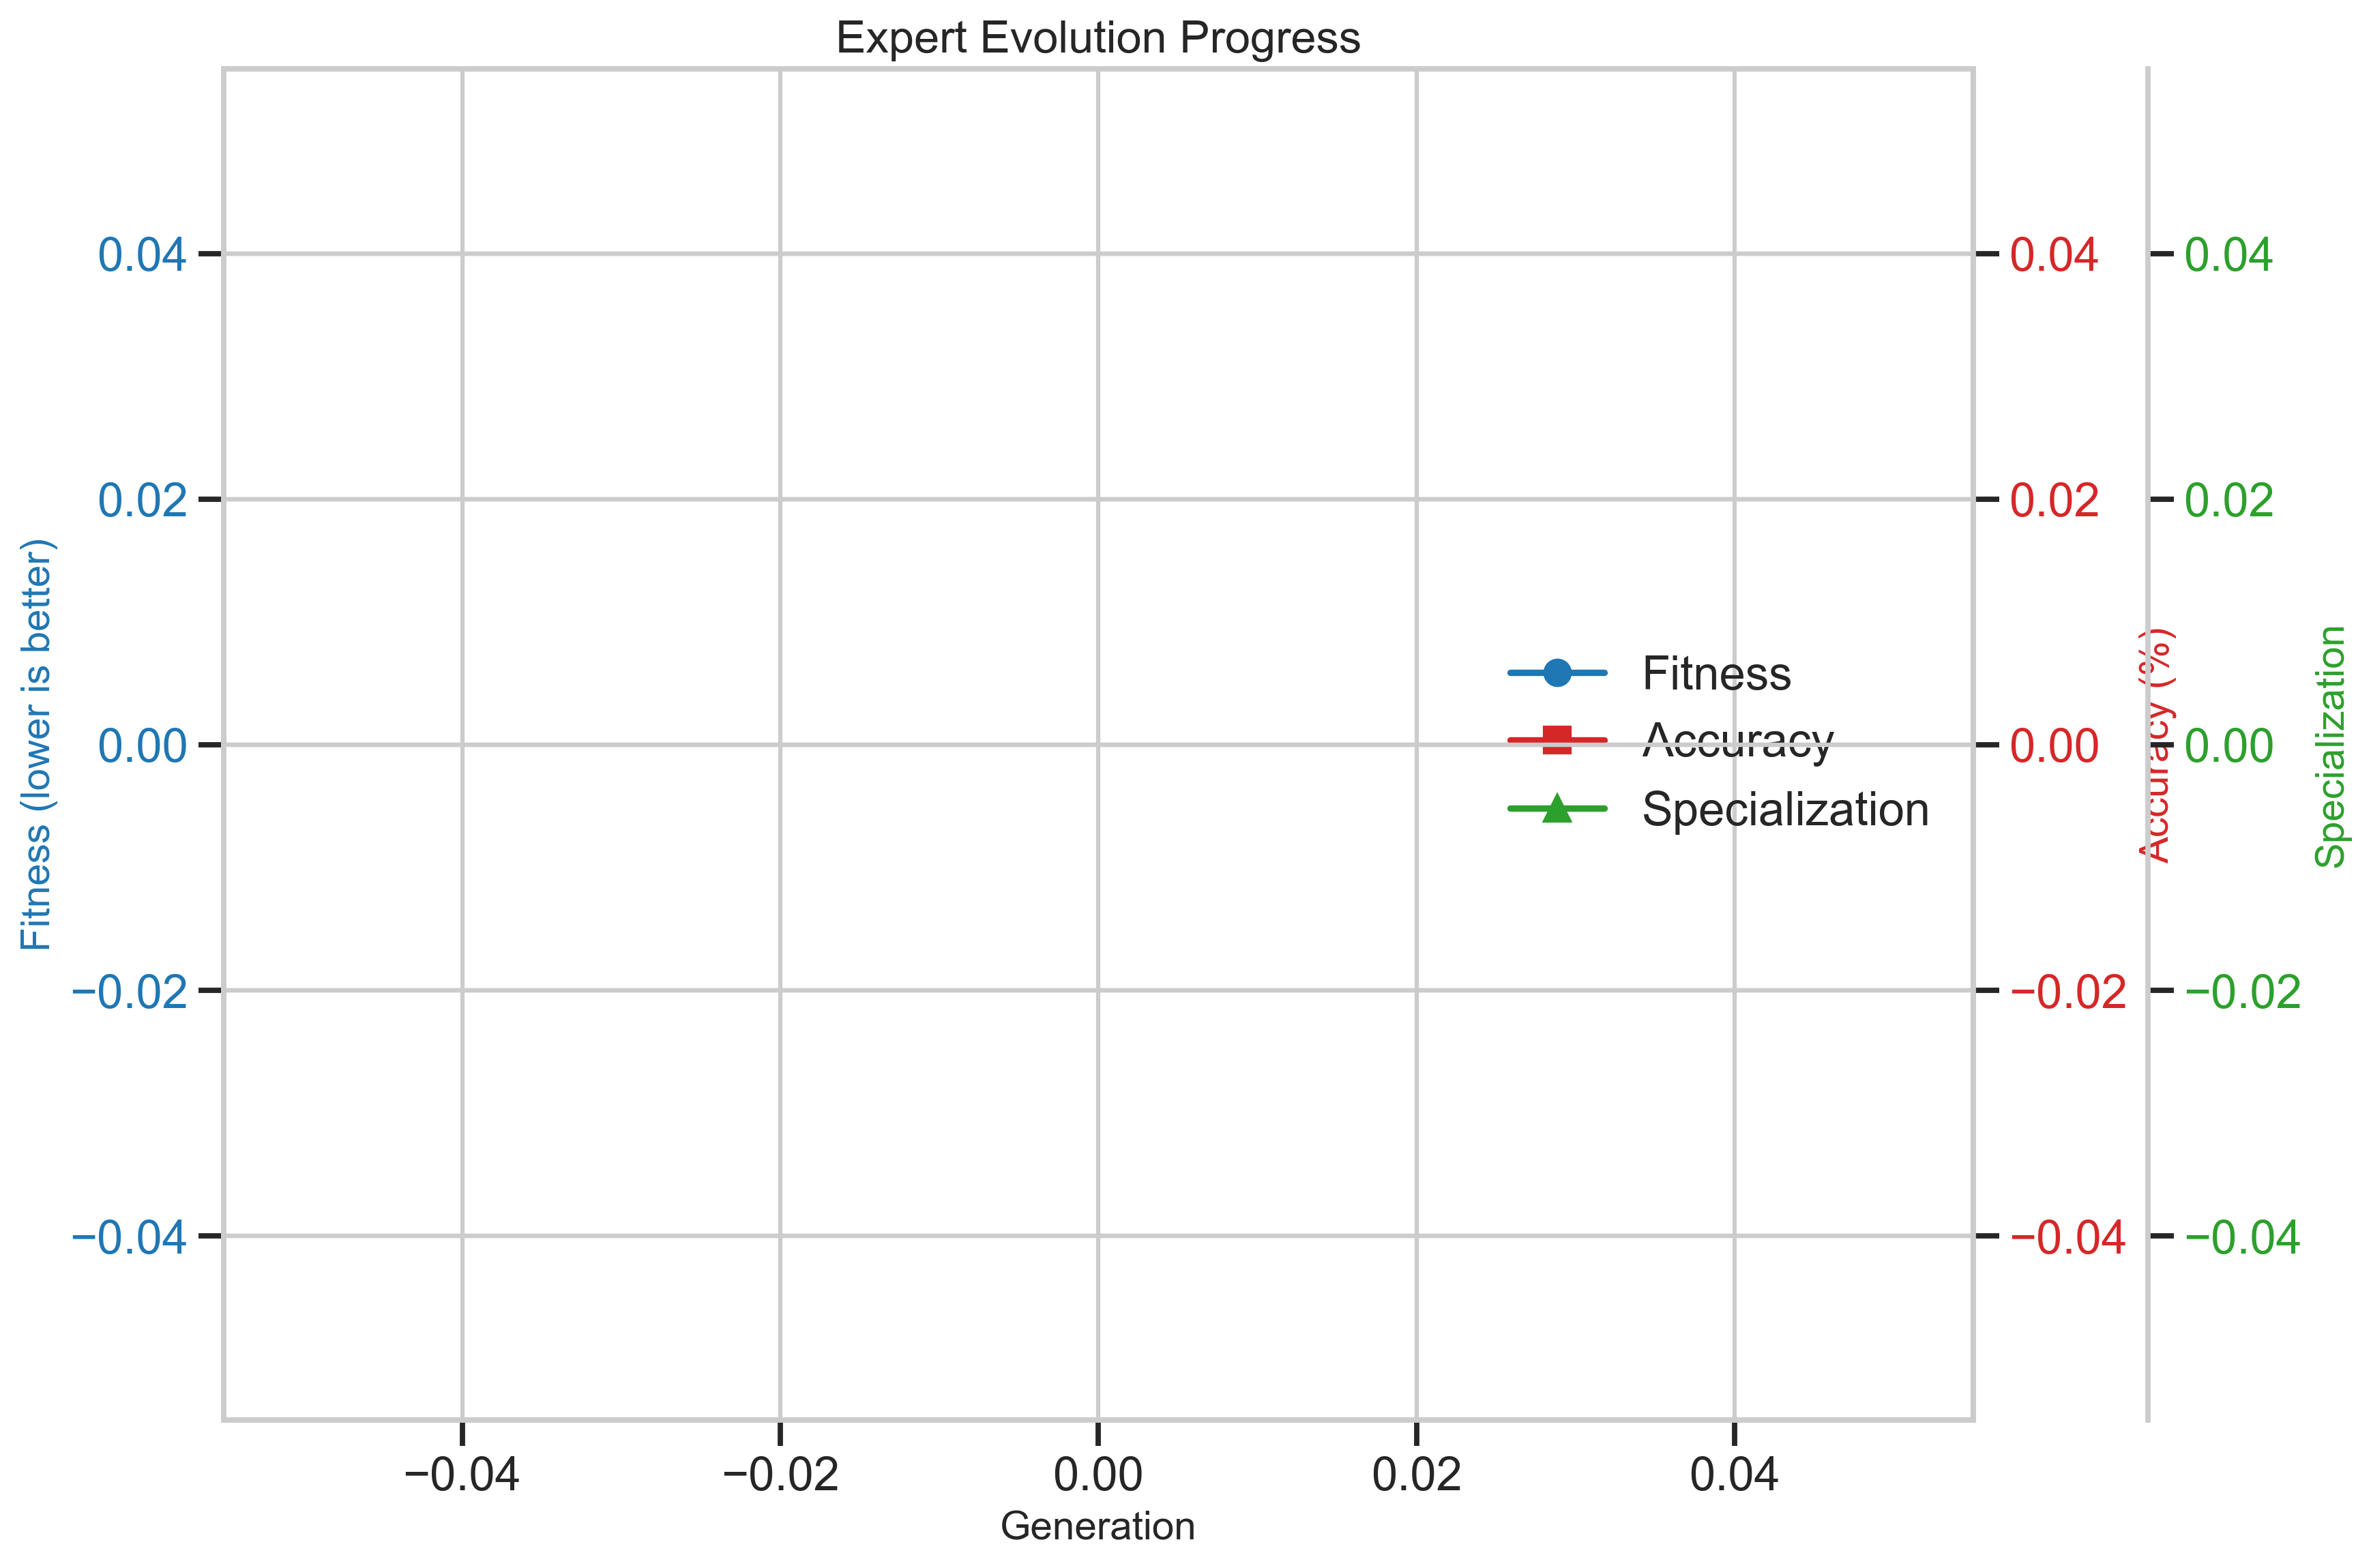 Expert Evolution Progress
Fitness (lower is better)
0.04
0.02
0.00
−0.02
−0.04
Fitness
Accuracy
Specialization
0.04
0.02
0.00
−0.02
−0.04
Accuracy (%)
0.04
0.02
0.00
−0.02
−0.04
Specialization
−0.04 −0.02 0.00 0.02 0.04
Generation